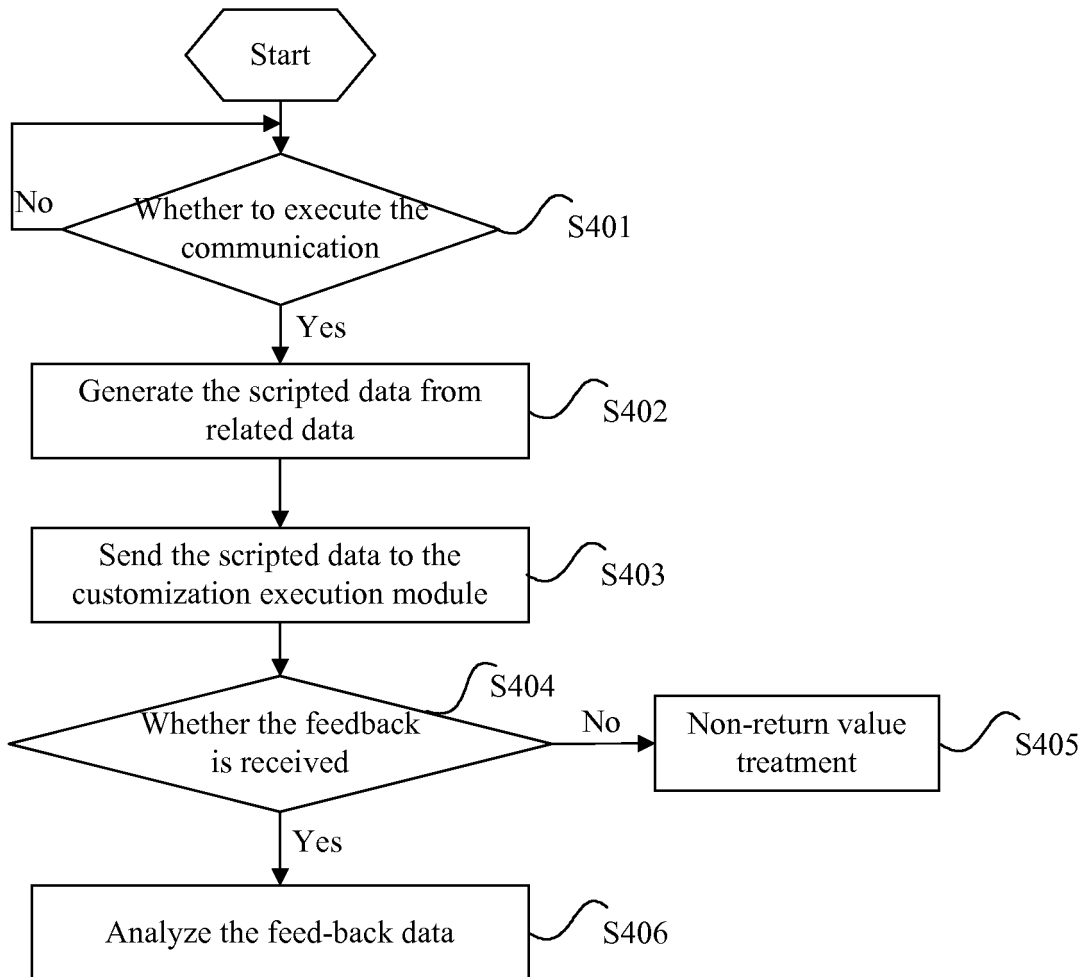 Start
No
Whether to execute the
communication
S401
Yes
Generate the scripted data from
related data
S402
Send the scripted data to the
customization execution module
S403
S404
Whether the feedback
is received
No
Non-return value
treatment
S405
Yes
Analyze the feed-back data
S406